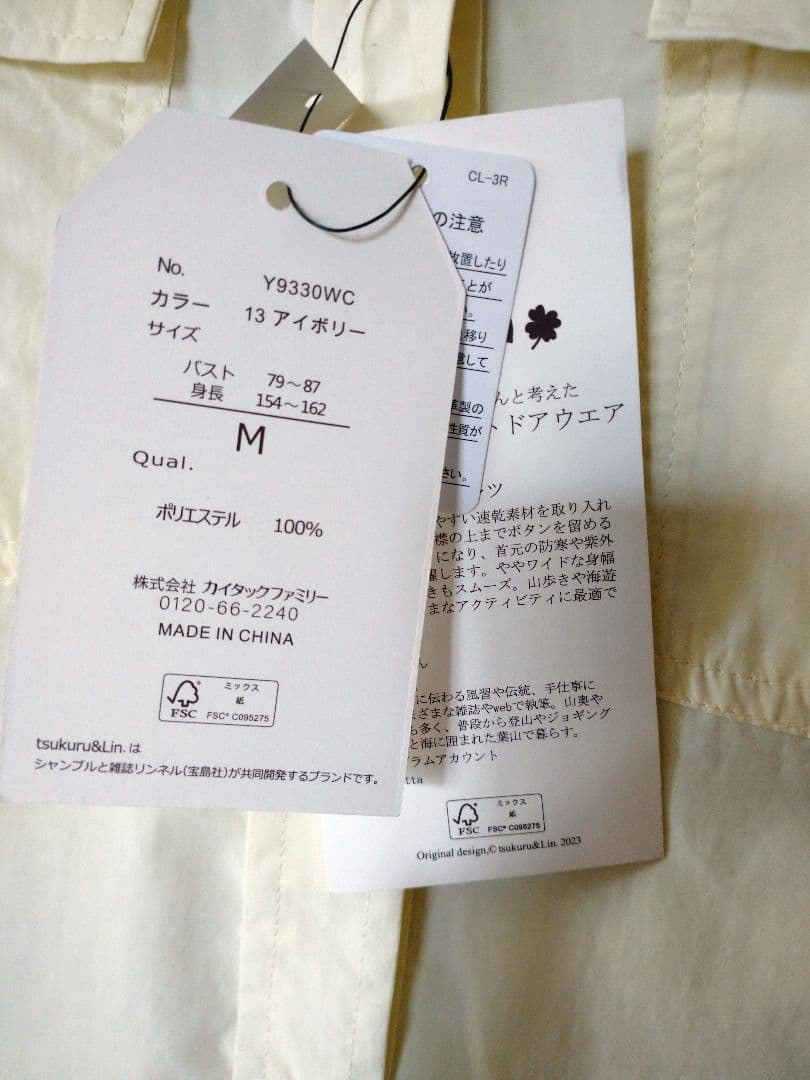 No. Y9330WC
カラー 13 アイボリー
サイズ
バスト 79～87
身長 154～162
M
Qual.
ポリエステル 100%
株式会社 カイタックファミリー
0120-66-2240
MADE IN CHINA
FSC
ミックス
紙
FSC® C095275
tsukuru&Lin. は
シャンブルと雑誌リンネル(宝島社)が共同開発するブランドです。
CL-3R
の注意
放置したり
とが
い。
移り
して
革製の
性質が
さい。
んと考えた
トドアウエア
ャツ
やすい速乾素材を取り入れ
襟の上までボタンを留める
になり、首元の防寒や紫外
躍します。ややワイドな身幅
きもスムーズ。山歩きや海遊
まなアクティビティに最適で
ん
に伝わる風習や伝統、手仕事に
まざまな雑誌やwebで執筆。山奥や
も多く、普段から登山やジョギング
と海に囲まれた葉山で暮らす。
ラムアカウント
tta
FSC
ミックス
紙
FSC® C095275
Original design,© tsukuru&Lin. 2023